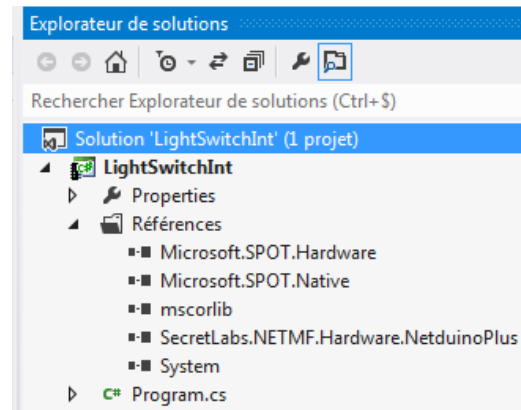 Explorateur de solutions
Rechercher Explorateur de solutions (Ctrl+$)
Solution 'LightSwitchInt' (1 projet)
LightSwitchInt
Properties
Références
Microsoft.SPOT.Hardware
Microsoft.SPOT.Native
mscorlib
SecretLabs.NETMF.Hardware.NetduinoPlus
System
C# Program.cs